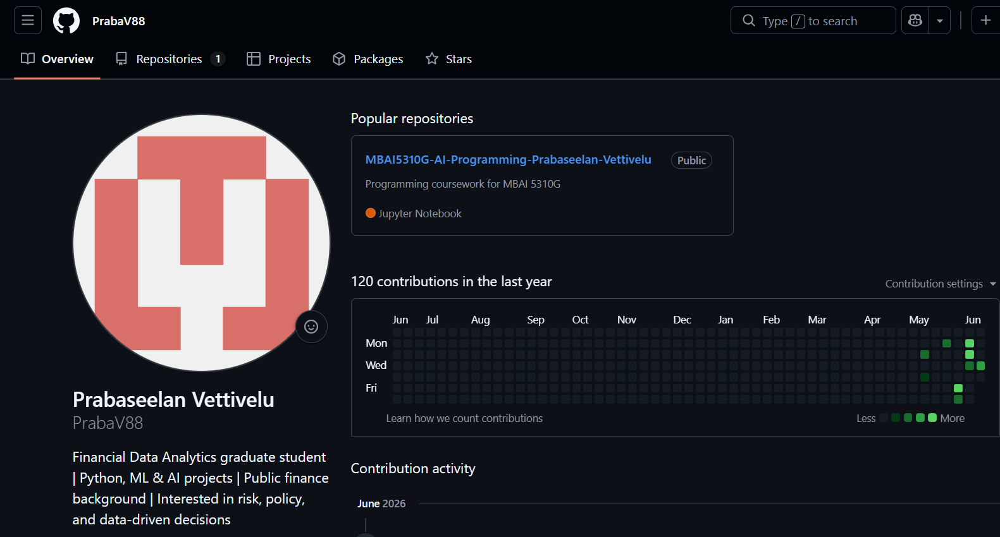 PrabaV88
Type / to search
Overview
Repositories 1
Projects
Packages
Stars
Popular repositories
MBAI5310G-AI-Programming-Prabaseelan-Vettivelu
Public
Programming coursework for MBAI 5310G
Jupyter Notebook
120 contributions in the last year
Contribution settings
Jun Jul Aug Sep Oct Nov Dec Jan Feb Mar Apr May Jun
Mon
Wed
Fri
Learn how we count contributions
Less More
Prabaseelan Vettivelu
PrabaV88
Financial Data Analytics graduate student
| Python, ML & AI projects | Public finance
background | Interested in risk, policy,
and data-driven decisions
Contribution activity
June 2026